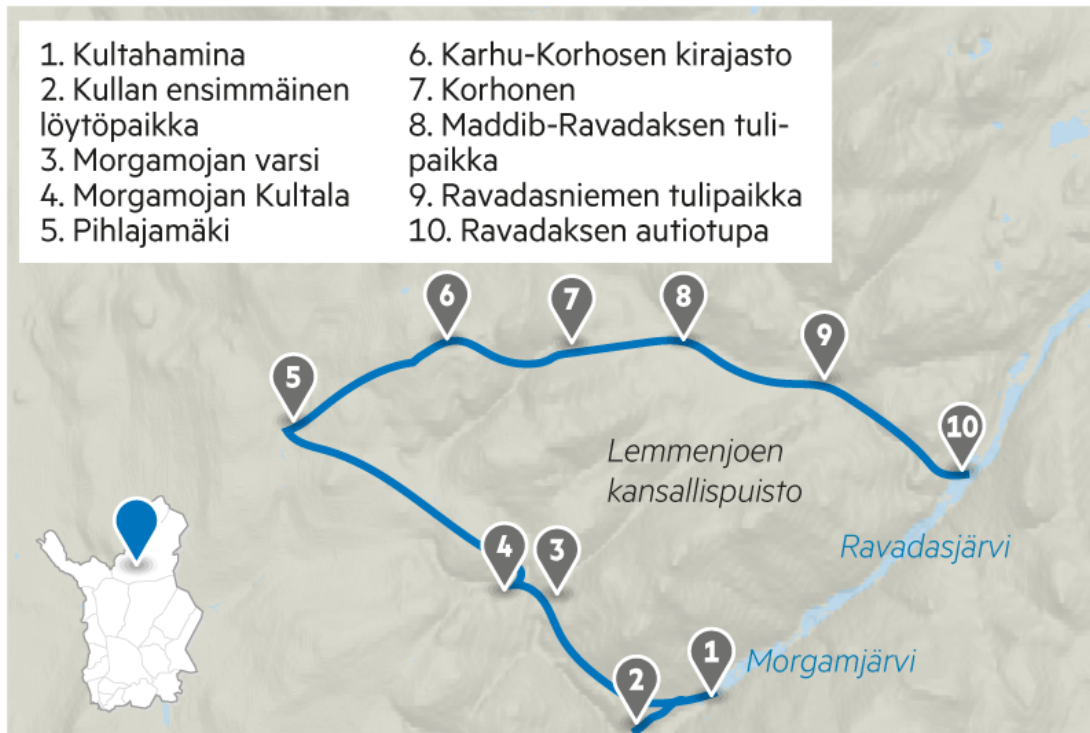 1. Kultahamina
2. Kullan ensimmäinen
löytöpaikka
3. Morgamojan varsi
4. Morgamojan Kultala
5. Pihlajamäki
6. Karhu-Korhosen kirajasto
7. Korhonen
8. Maddib-Ravadaksen tuli-
paikka
9. Ravadasniemen tulipaikka
10. Ravadaksen autiotupa
6
7
8
9
5
10
Lemmenjoen
kansallispuisto
Ravadasjärvi
4
3
Morgamjärvi
1
2